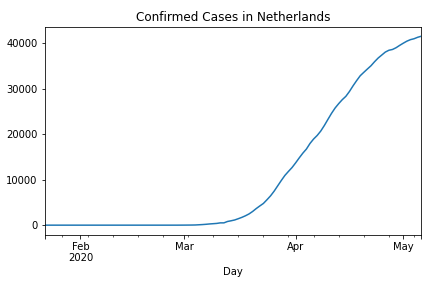 Confirmed Cases in Netherlands
40000
30000
20000
10000
0
Feb
2020
Mar
Apr
May
Day